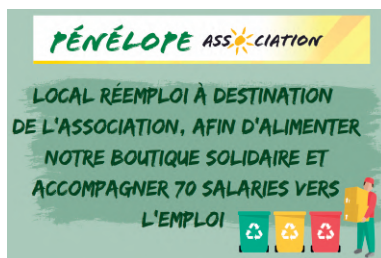 PÉNÉLOPE ASSOCIATION
LOCAL RÉEMPLOI À DESTINATION
DE L'ASSOCIATION, AFIN D'ALIMENTER
NOTRE BOUTIQUE SOLIDAIRE ET
ACCOMPAGNER 70 SALARIES VERS
L'EMPLOI